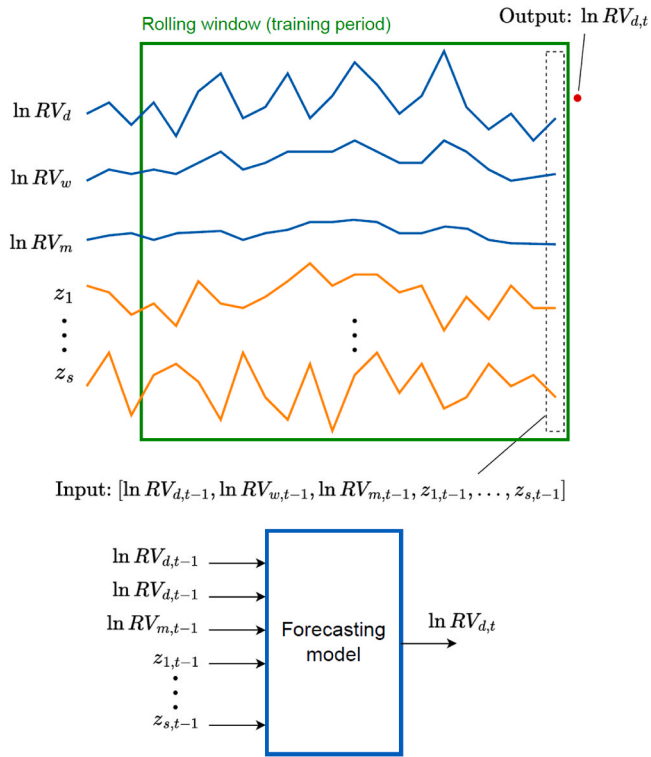 Output: ln RV_{d,t}
Rolling window (training period)
ln RV_d
ln RV_w
ln RV_m
z_1
z_s
Input: [ln RV_{d,t−1}, ln RV_{w,t−1}, ln RV_{m,t−1}, z_{1,t−1}, . . . , z_{s,t−1}]
ln RV_{d,t−1}
ln RV_{d,t−1}
ln RV_{m,t−1}
z_{1,t−1}
z_{s,t−1}
Forecasting
model
ln RV_{d,t}